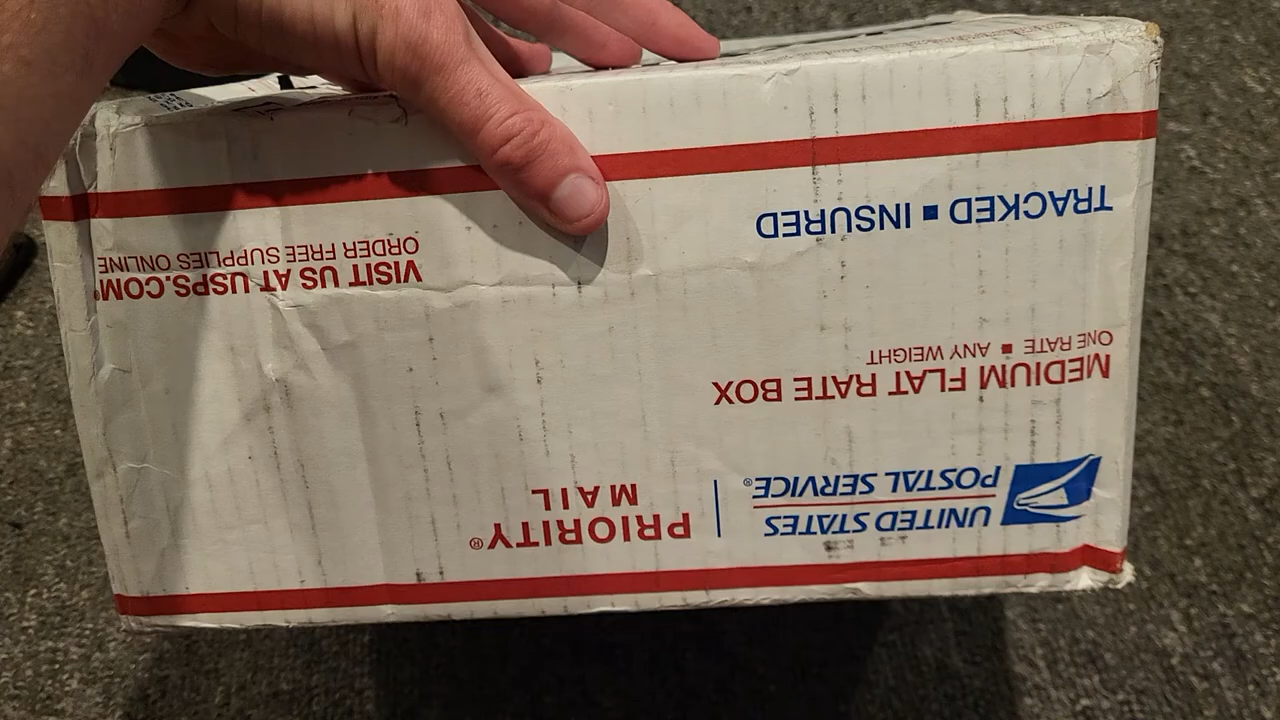 UNITED STATES
POSTAL SERVICE®
PRIORITY®
MAIL
MEDIUM FLAT RATE BOX
ONE RATE ■ ANY WEIGHT
TRACKED ■ INSURED
VISIT US AT USPS.COM®
ORDER FREE SUPPLIES ONLINE